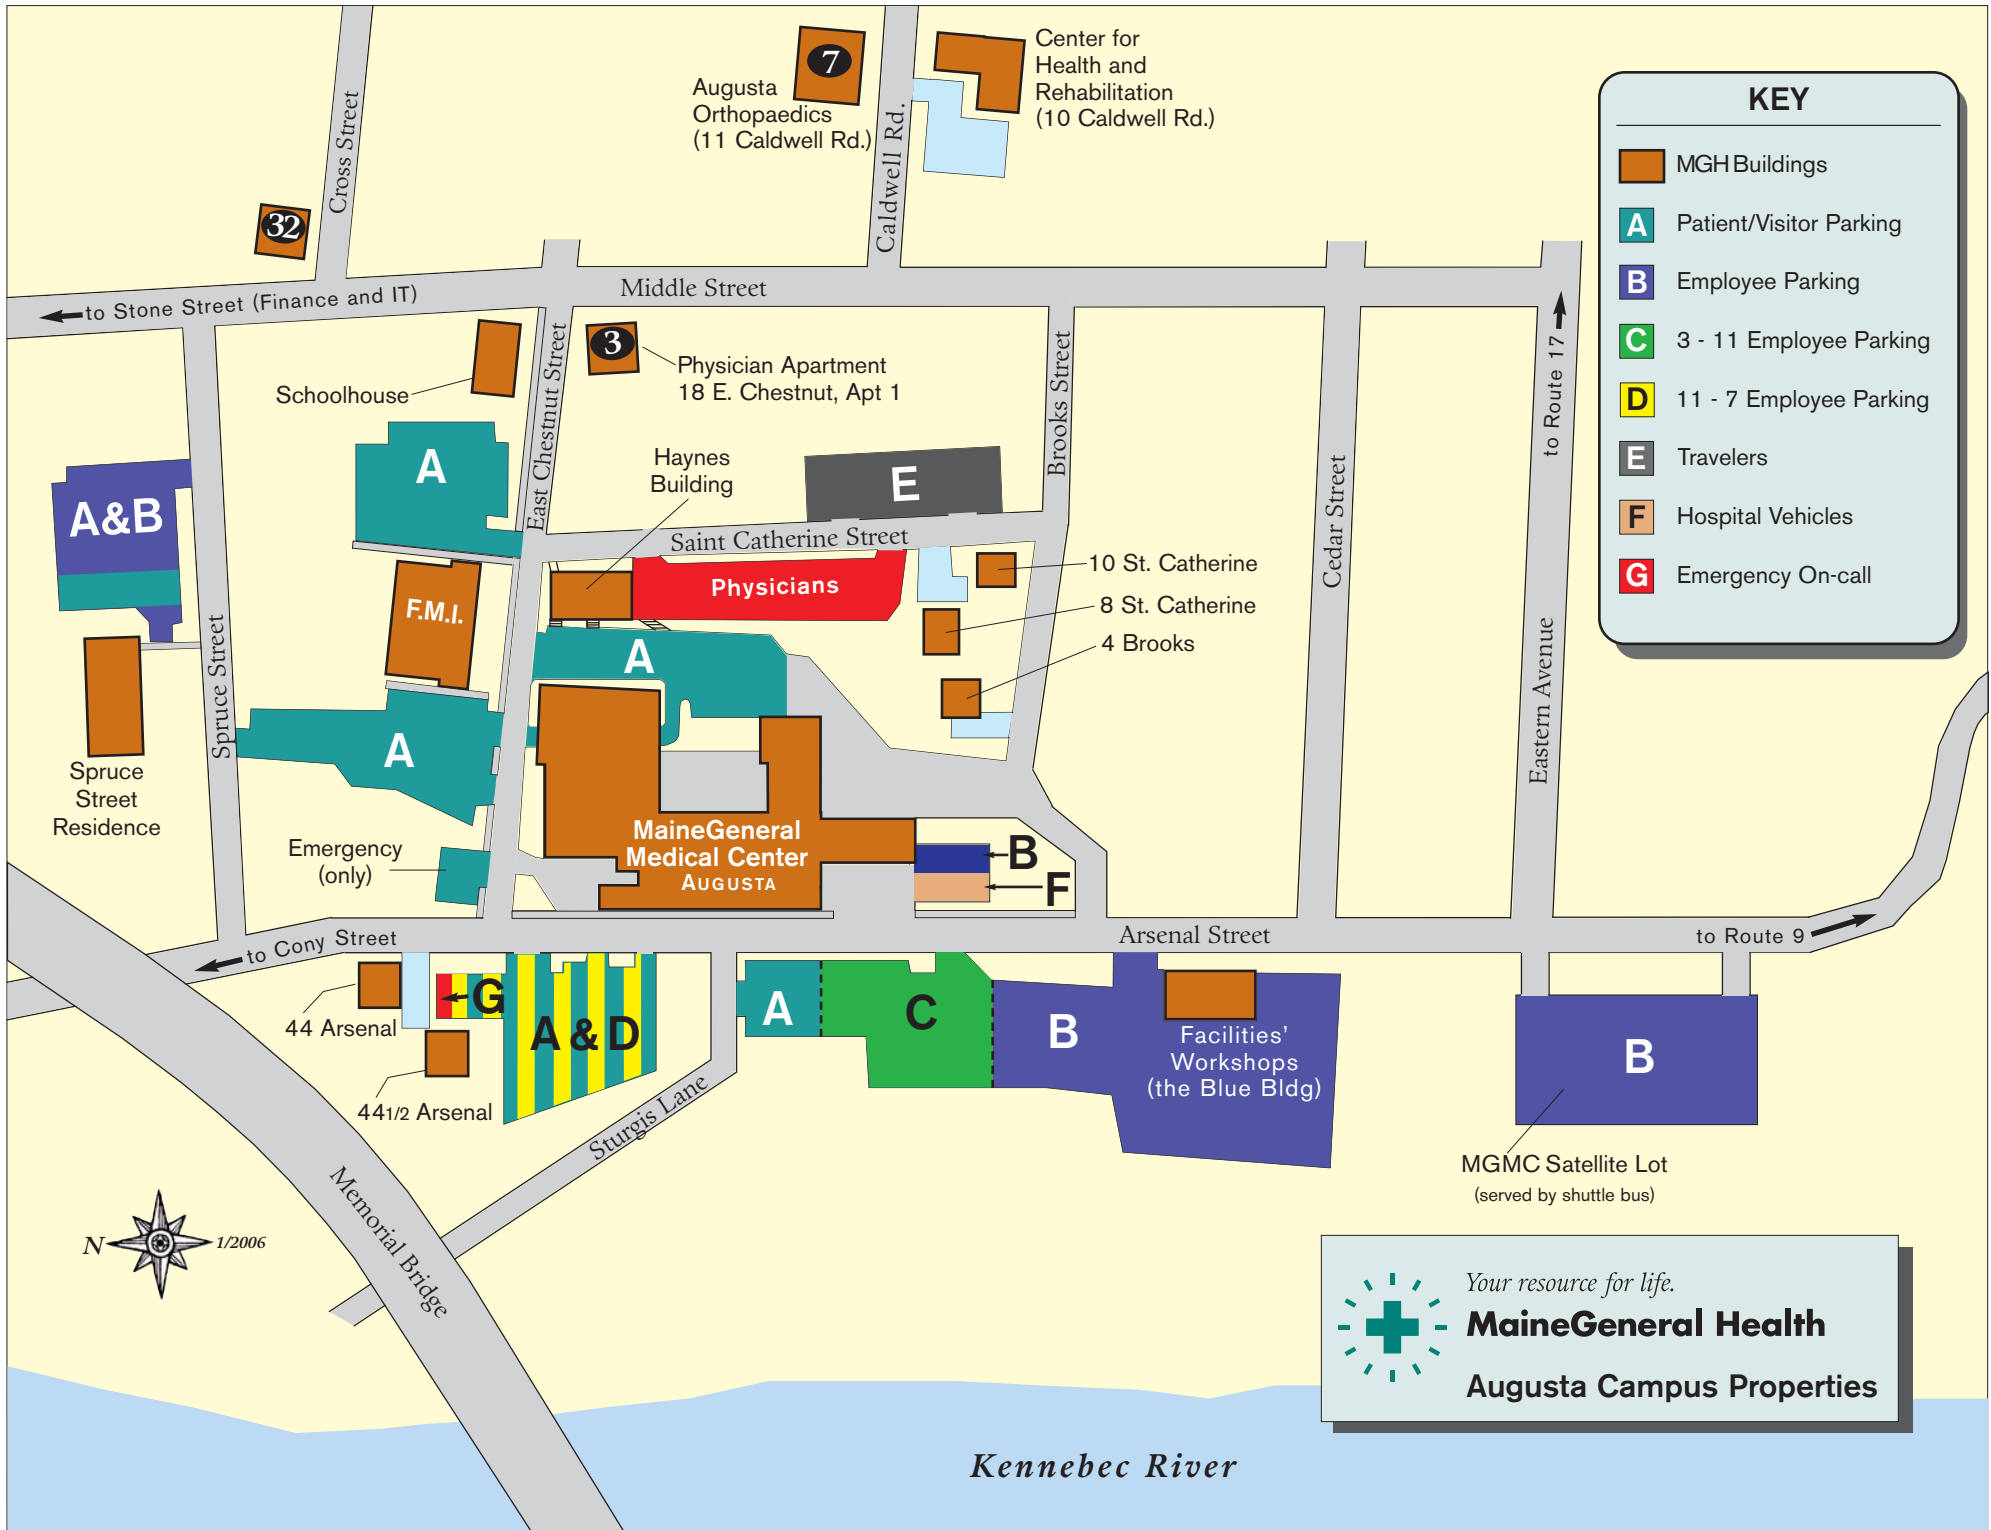 Cross Street
7
Augusta
Orthopaedics
(11 Caldwell Rd.)
Caldwell Rd.
Center for
Health and
Rehabilitation
(10 Caldwell Rd.)
KEY
MGH Buildings
A Patient/Visitor Parking
B Employee Parking
C 3 - 11 Employee Parking
D 11 - 7 Employee Parking
E Travelers
F Hospital Vehicles
G Emergency On-call
32
to Stone Street (Finance and IT)
Middle Street
Schoolhouse
East Chestnut Street
3
Physician Apartment
18 E. Chestnut, Apt 1
Brooks Street
Cedar Street
to Route 17
Eastern Avenue
A&B
A
Haynes
Building
E
Saint Catherine Street
Physicians
10 St. Catherine
8 St. Catherine
4 Brooks
F.M.I.
A
Spruce Street
A
Spruce
Street
Residence
Emergency
(only)
MaineGeneral
Medical Center
AUGUSTA
B
F
to Cony Street
Arsenal Street
to Route 9
44 Arsenal
G
A & D
44 1/2 Arsenal
Sturgis Lane
A
C
B
Facilities'
Workshops
(the Blue Bldg)
B
MGMC Satellite Lot
(served by shuttle bus)
Memorial Bridge
N
1/2006
Your resource for life.
MaineGeneral Health
Augusta Campus Properties
Kennebec River